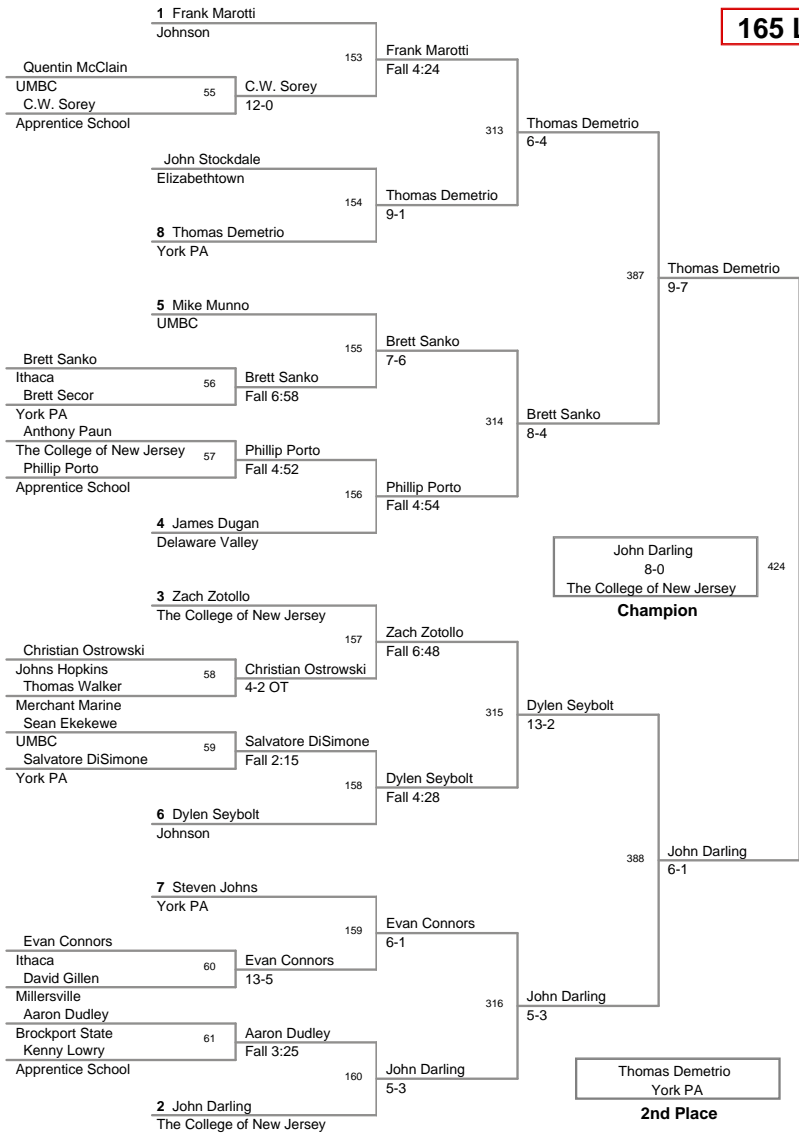 1 Frank Marotti
165 L
Johnson
153
Frank Marotti
Fall 4:24
Quentin McClain
UMBC
55
C.W. Sorey
C.W. Sorey
12-0
Apprentice School
313
Thomas Demetrio
6-4
John Stockdale
Elizabethtown
154
Thomas Demetrio
9-1
8 Thomas Demetrio
York PA
387
Thomas Demetrio
9-7
5 Mike Munno
UMBC
155
Brett Sanko
7-6
Brett Sanko
Ithaca
56
Brett Sanko
Brett Secor
Fall 6:58
York PA
314
Brett Sanko
8-4
Anthony Paun
The College of New Jersey
57
Phillip Porto
Phillip Porto
Fall 4:52
Apprentice School
156
Phillip Porto
Fall 4:54
4 James Dugan
Delaware Valley
John Darling
8-0
424
The College of New Jersey
Champion
3 Zach Zotollo
The College of New Jersey
157
Zach Zotollo
Fall 6:48
Christian Ostrowski
Johns Hopkins
58
Christian Ostrowski
Thomas Walker
4-2 OT
Merchant Marine
315
Dylen Seybolt
13-2
Sean Ekekewe
UMBC
59
Salvatore DiSimone
Salvatore DiSimone
Fall 2:15
York PA
158
Dylen Seybolt
Fall 4:28
6 Dylen Seybolt
Johnson
388
John Darling
6-1
7 Steven Johns
York PA
159
Evan Connors
6-1
Evan Connors
Ithaca
60
Evan Connors
David Gillen
13-5
Millersville
316
John Darling
5-3
Aaron Dudley
Brockport State
61
Aaron Dudley
Kenny Lowry
Fall 3:25
Apprentice School
160
John Darling
5-3
2 John Darling
The College of New Jersey
Thomas Demetrio
York PA
2nd Place